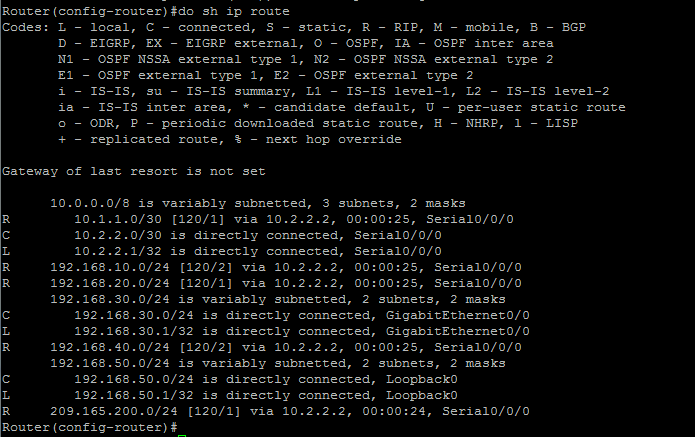 Router(config-router)#do sh ip route
Codes: L - local, C - connected, S - static, R - RIP, M - mobile, B - BGP
       D - EIGRP, EX - EIGRP external, O - OSPF, IA - OSPF inter area
       N1 - OSPF NSSA external type 1, N2 - OSPF NSSA external type 2
       E1 - OSPF external type 1, E2 - OSPF external type 2
       i - IS-IS, su - IS-IS summary, L1 - IS-IS level-1, L2 - IS-IS level-2
       ia - IS-IS inter area, * - candidate default, U - per-user static route
       o - ODR, P - periodic downloaded static route, H - NHRP, l - LISP
       + - replicated route, % - next hop override
Gateway of last resort is not set
      10.0.0.0/8 is variably subnetted, 3 subnets, 2 masks
R        10.1.1.0/30 [120/1] via 10.2.2.2, 00:00:25, Serial0/0/0
C        10.2.2.0/30 is directly connected, Serial0/0/0
L        10.2.2.1/32 is directly connected, Serial0/0/0
R     192.168.10.0/24 [120/2] via 10.2.2.2, 00:00:25, Serial0/0/0
R     192.168.20.0/24 [120/1] via 10.2.2.2, 00:00:25, Serial0/0/0
      192.168.30.0/24 is variably subnetted, 2 subnets, 2 masks
C        192.168.30.0/24 is directly connected, GigabitEthernet0/0
L        192.168.30.1/32 is directly connected, GigabitEthernet0/0
R     192.168.40.0/24 [120/2] via 10.2.2.2, 00:00:25, Serial0/0/0
      192.168.50.0/24 is variably subnetted, 2 subnets, 2 masks
C        192.168.50.0/24 is directly connected, Loopback0
L        192.168.50.1/32 is directly connected, Loopback0
R     209.165.200.0/24 [120/1] via 10.2.2.2, 00:00:24, Serial0/0/0
Router(config-router)#